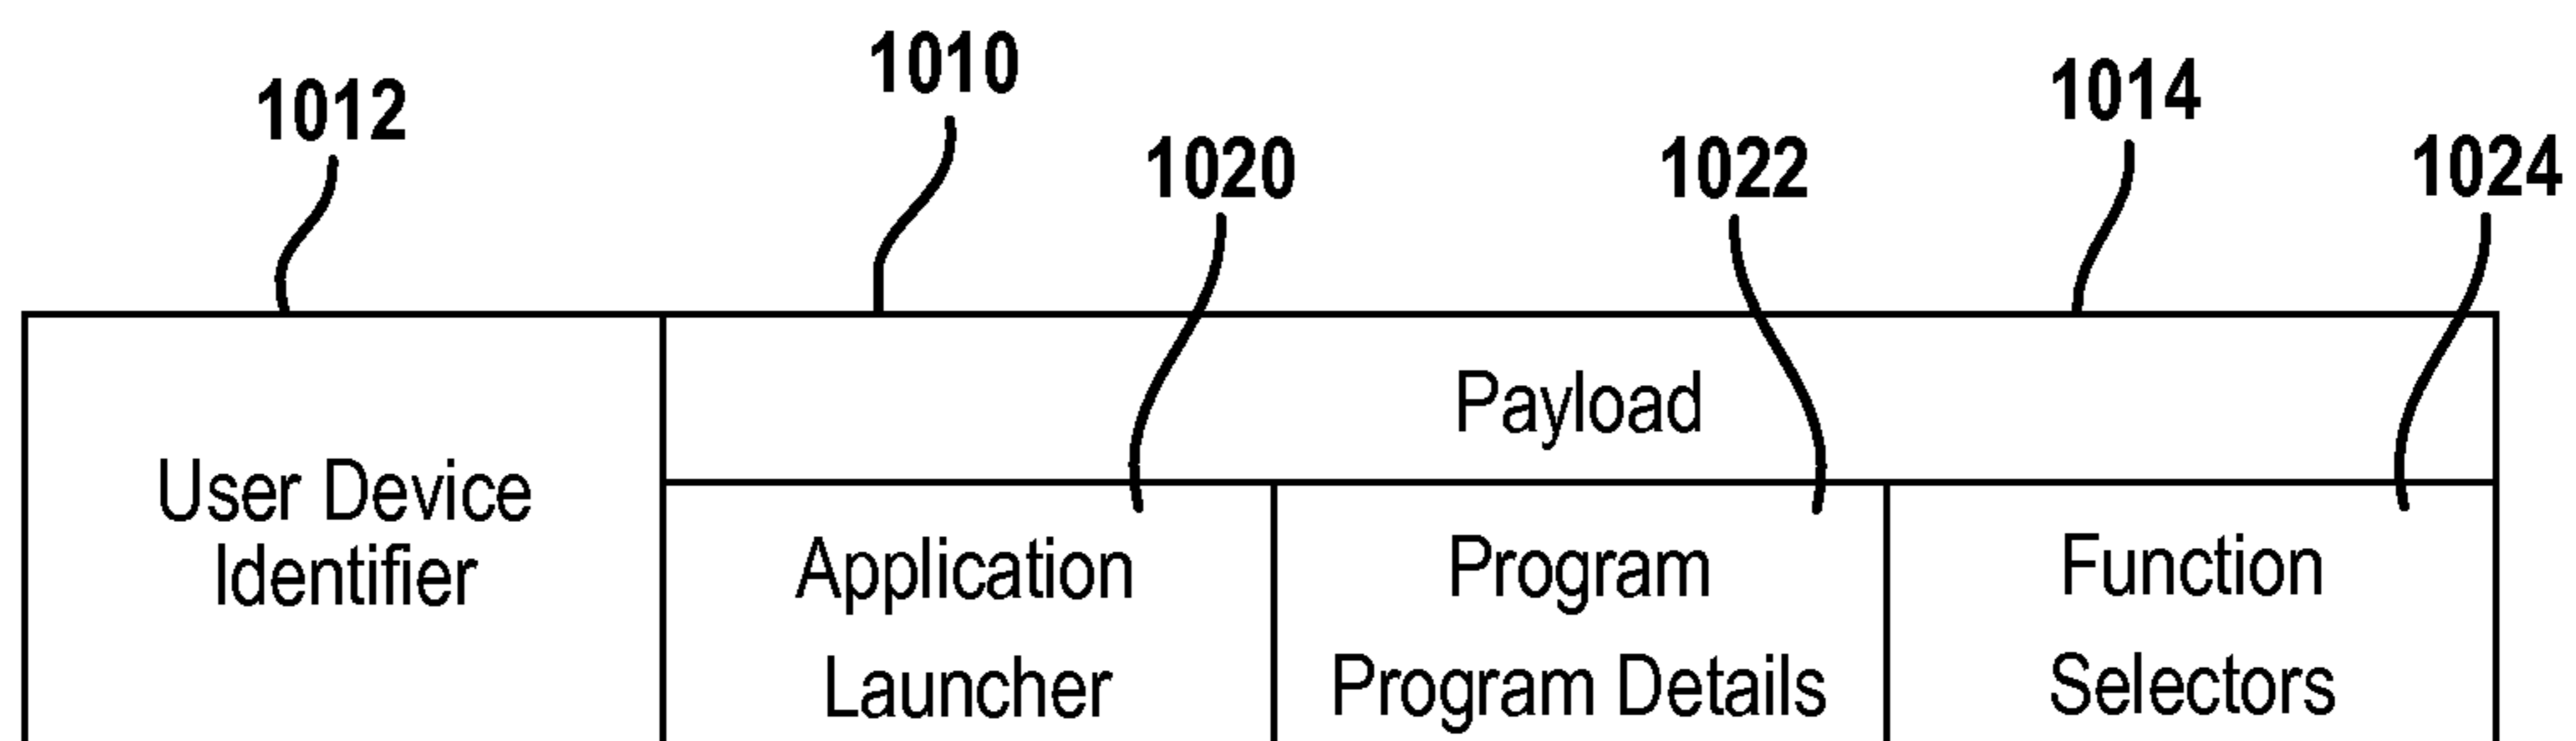 1012
1010
1014
1020
1022
1024
Payload
User Device
Identifier
Application
Launcher
Program
Program Details
Function
Selectors